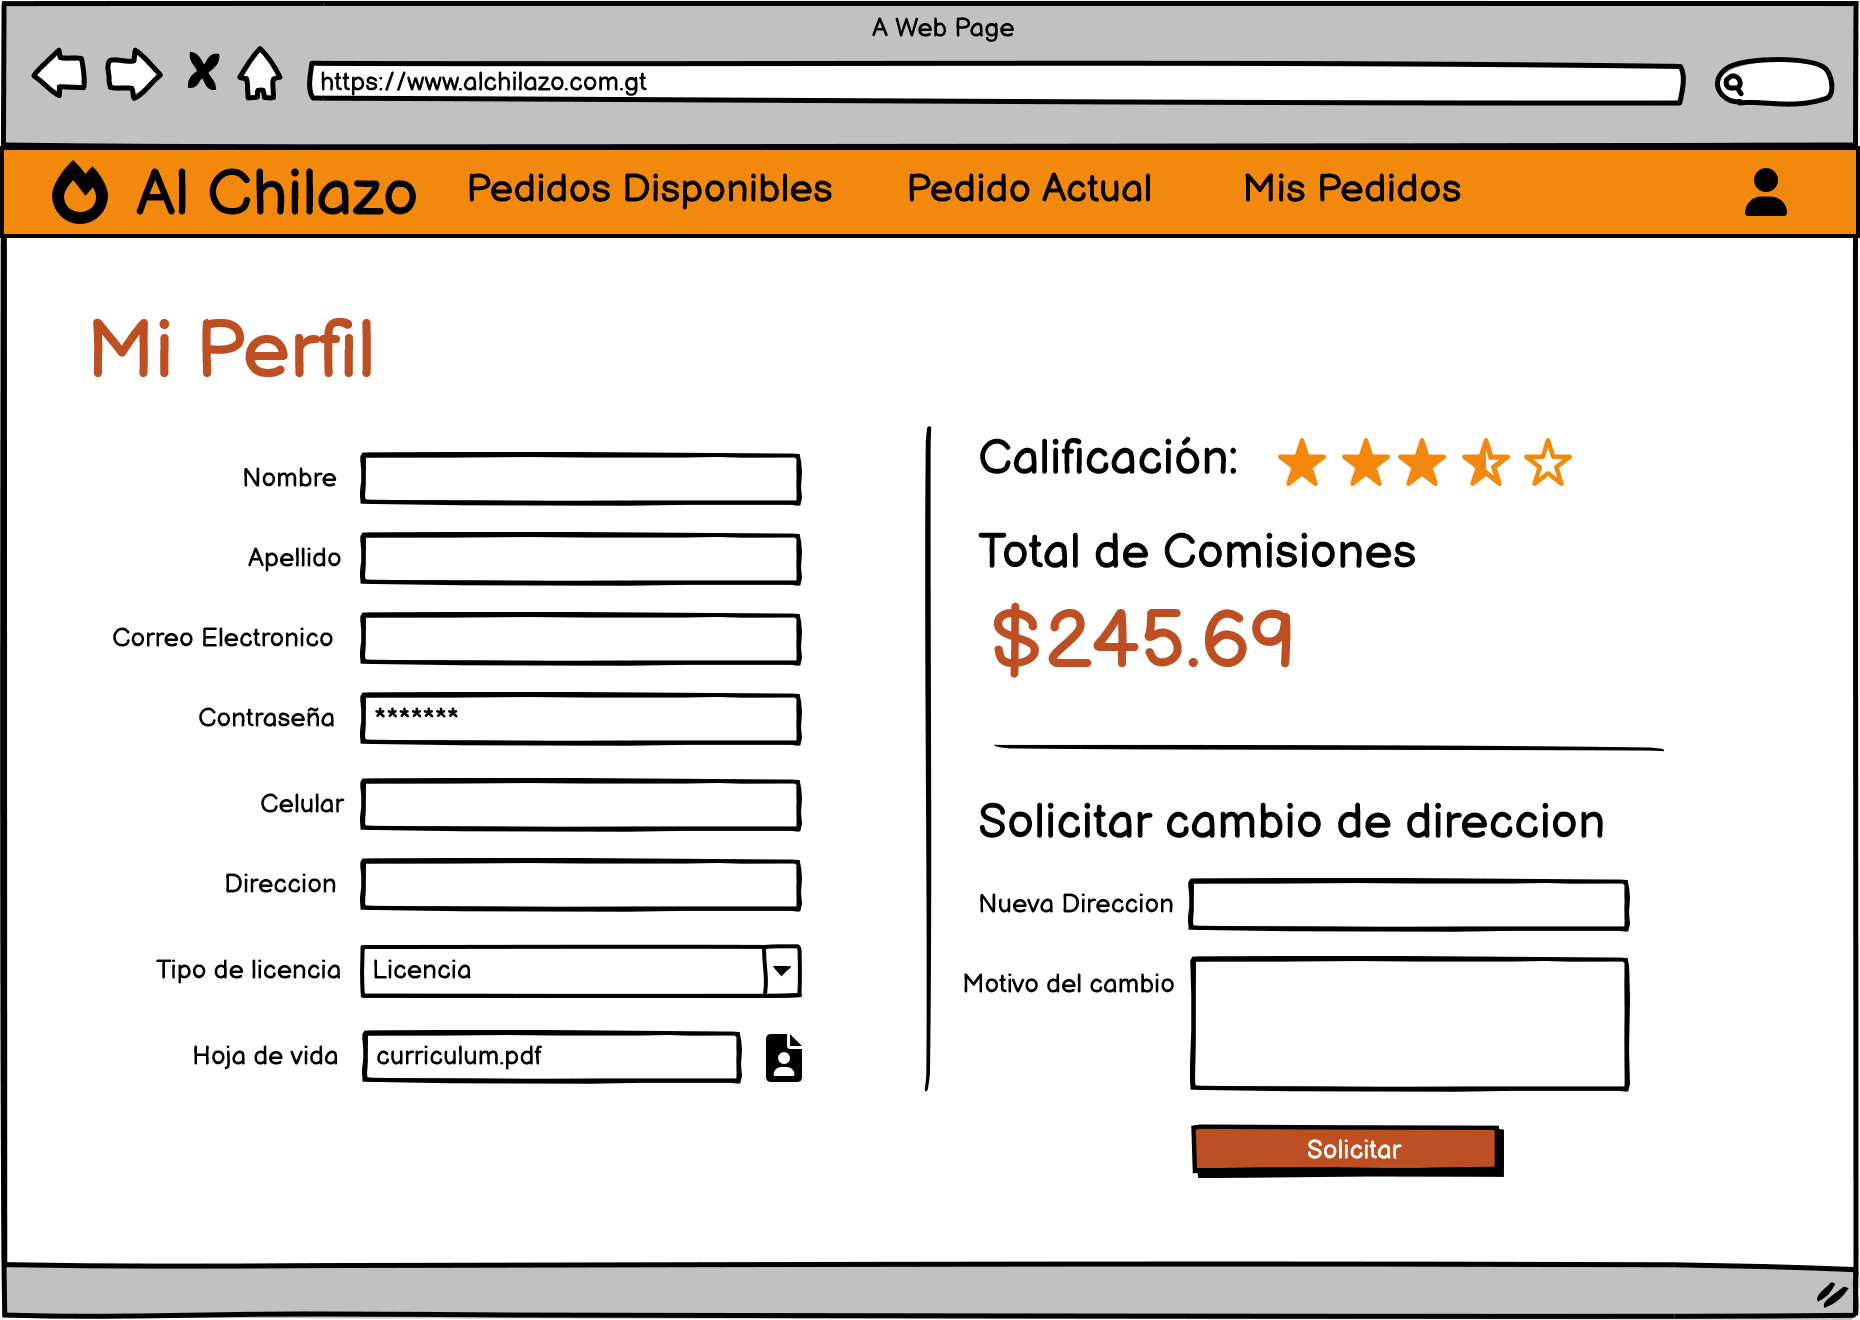 A Web Page
https://www.alchilazo.com.gt
Al Chilazo Pedidos Disponibles Pedido Actual Mis Pedidos
Mi Perfil
Nombre
Apellido
Correo Electronico
Contraseña *******
Celular
Direccion
Tipo de licencia Licencia
Hoja de vida curriculum.pdf
Calificación:
Total de Comisiones
$245.69
Solicitar cambio de direccion
Nueva Direccion
Motivo del cambio
Solicitar